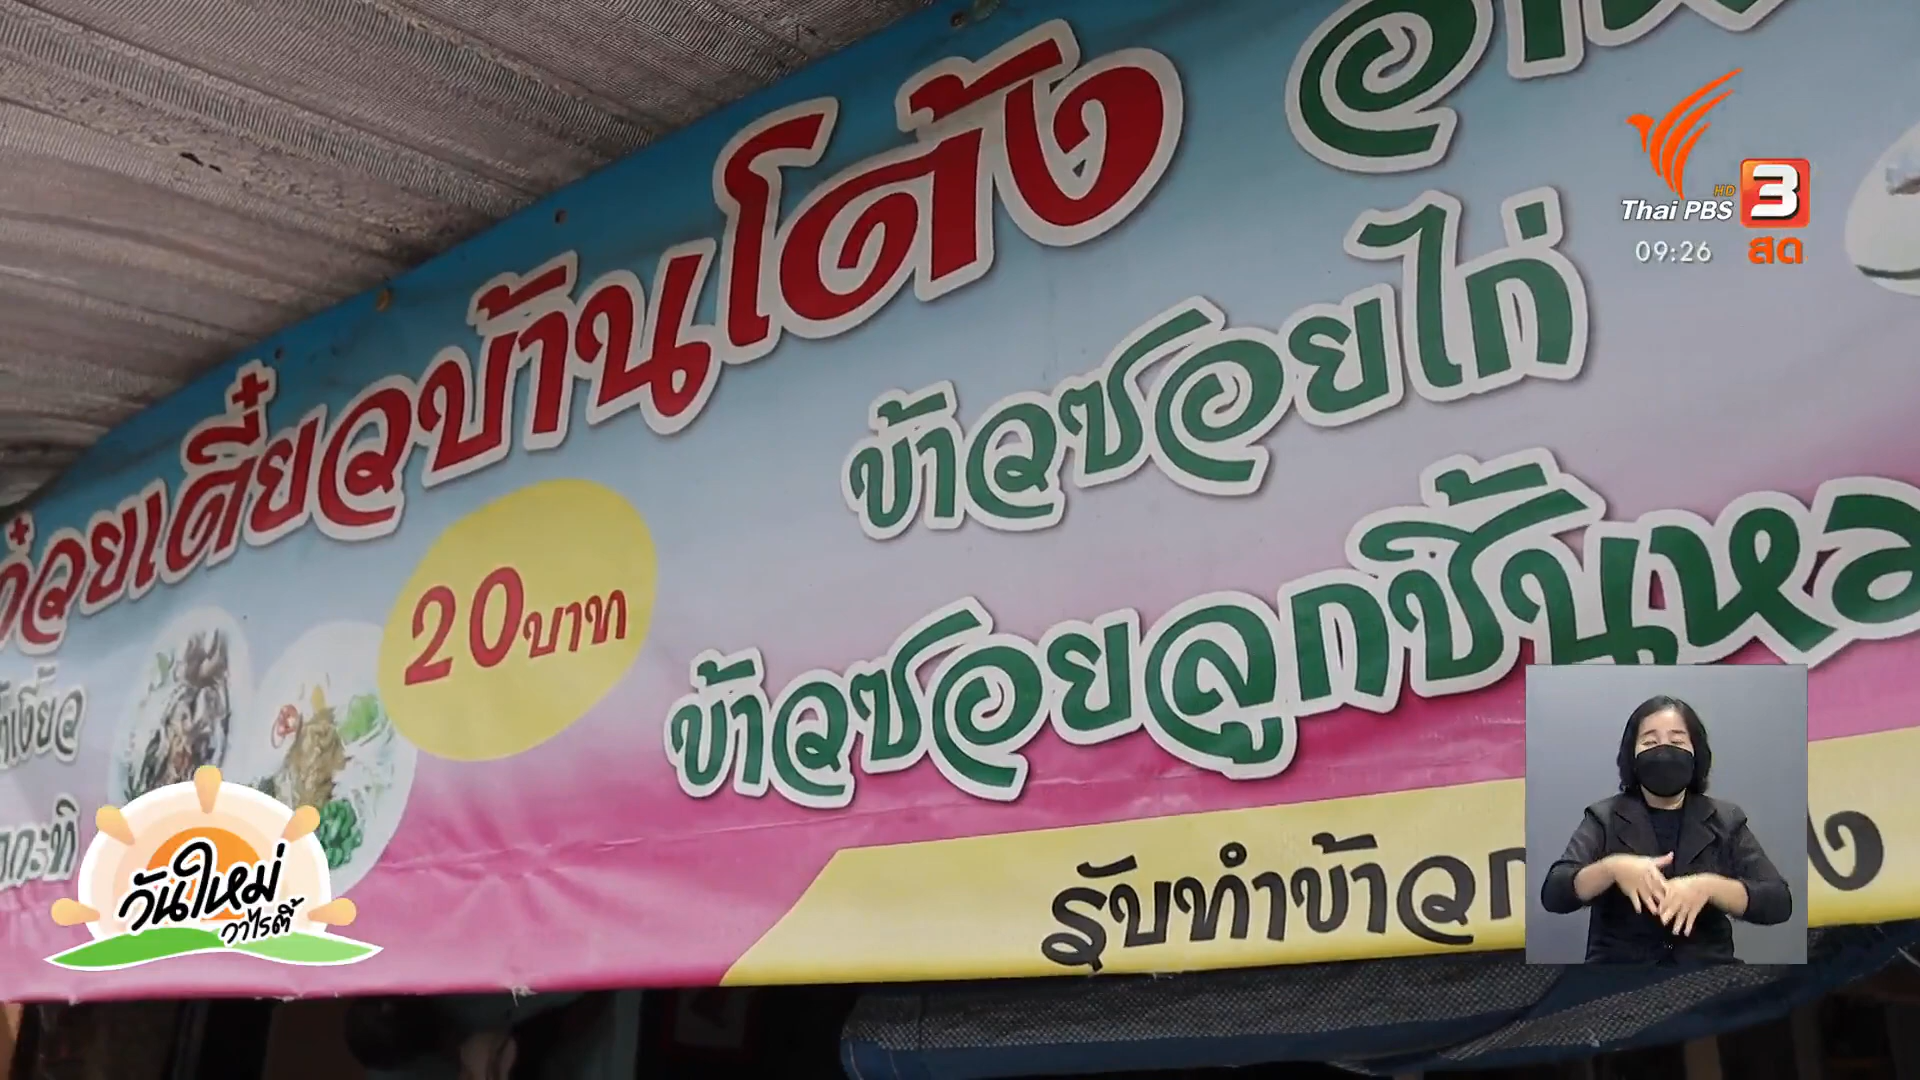 ก๋วยเตี๋ยวบ้านโต้ง
20บาท
ข้าวซอยไก่
ข้าวซอยลูกชิ้นหมู
รับทำข้าว
Thai PBS HD 3
09:26 สด
วันใหม่
วาไรตี้